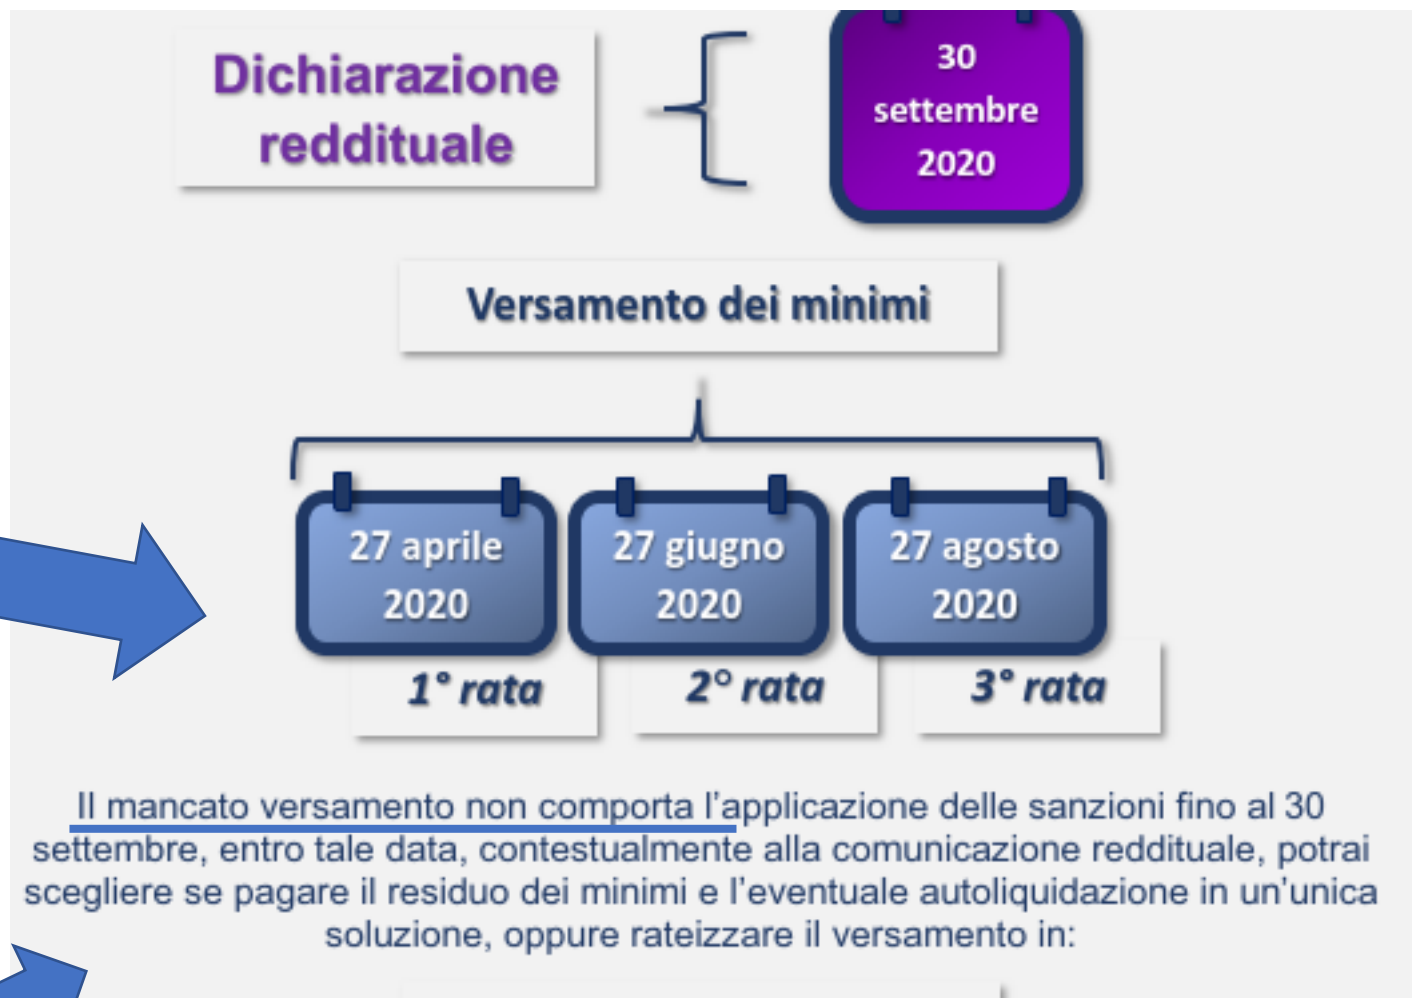 Dichiarazione
reddituale
30
settembre
2020
Versamento dei minimi
27 aprile
2020
27 giugno
2020
27 agosto
2020
1° rata
2° rata
3° rata
Il mancato versamento non comporta l'applicazione delle sanzioni fino al 30
settembre, entro tale data, contestualmente alla comunicazione reddituale, potrai
scegliere se pagare il residuo dei minimi e l'eventuale autoliquidazione in un'unica
soluzione, oppure rateizzare il versamento in: